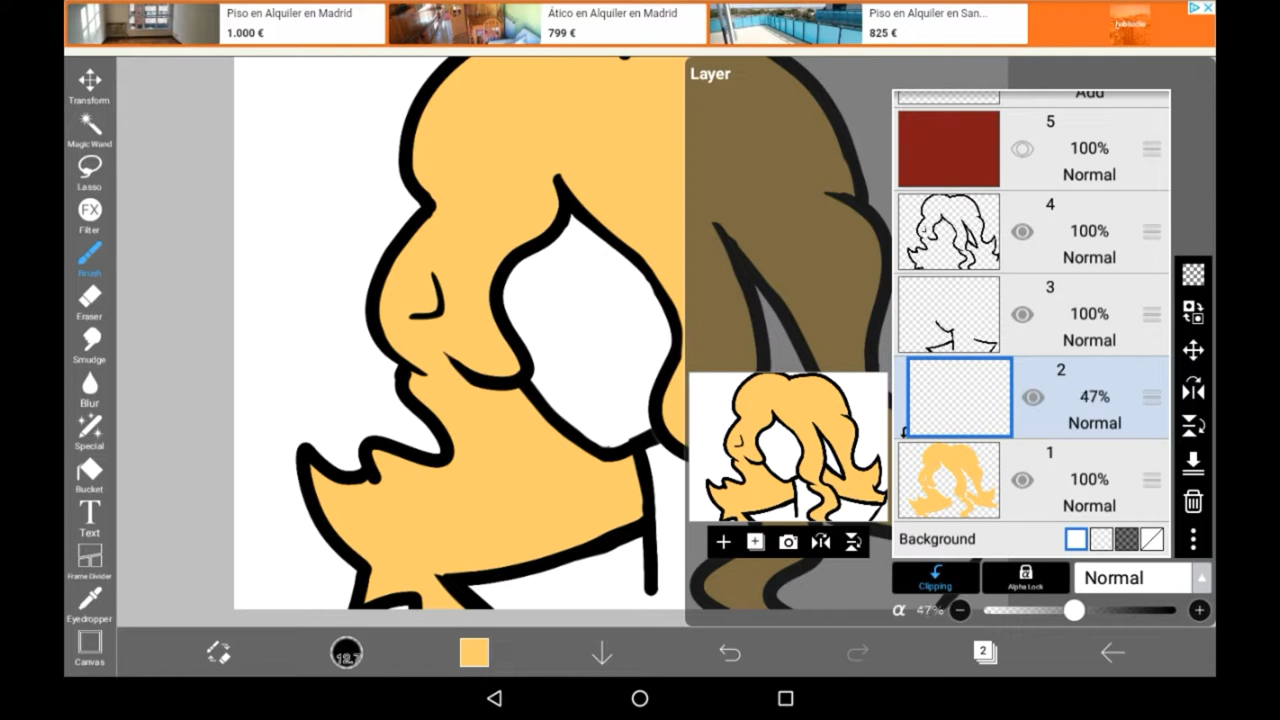 Piso en Alquiler en Madrid
1.000 €
Ático en Alquiler en Madrid
799 €
Piso en Alquiler en San...
825 €
Layer
Transform
Magic Wand
Lasso
FX
Filter
Brush
Eraser
Smudge
Blur
Special
Bucket
T
Text
Frame Divider
Eyedropper
Canvas
Add
5
100%
Normal
4
100%
Normal
3
100%
Normal
2
47%
Normal
1
100%
Normal
Background
Clipping
Alpha Lock
Normal
α 47%
12.7
2